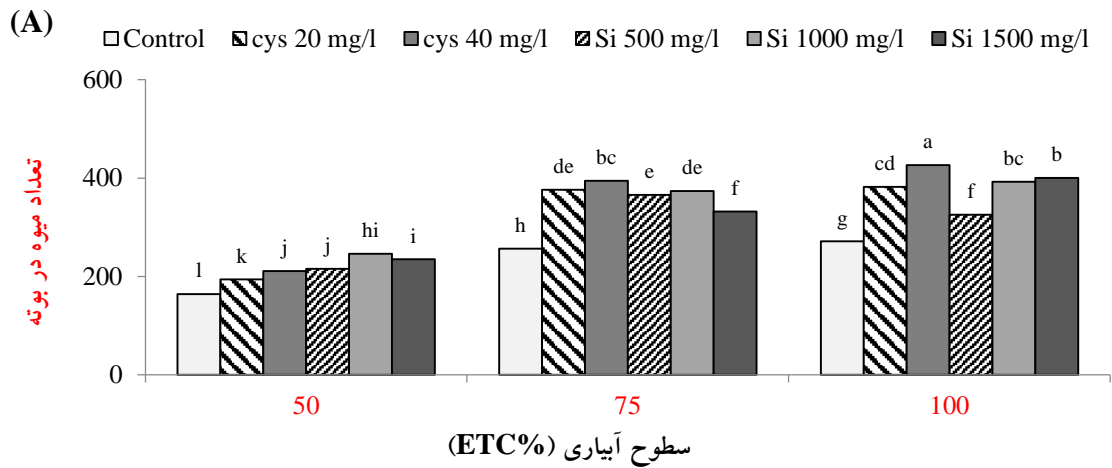 (A)
Control cys 20 mg/l cys 40 mg/l Si 500 mg/l Si 1000 mg/l Si 1500 mg/l
600
400
200
0
تعداد میوه در بوته
l k j j hi i
h de bc e de f
g cd a f bc b
50 75 100
سطوح آبیاری (ETC%)